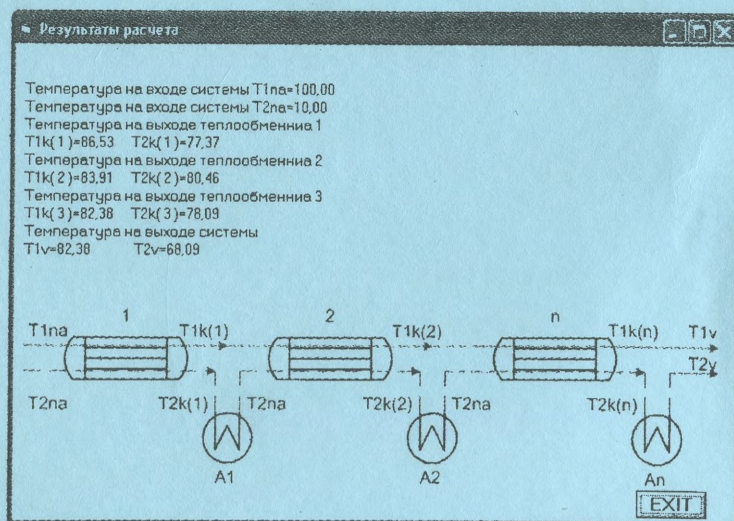 Результаты расчета
Температура на входе системы T1na=100,00
Температура на входе системы T2na=10,00
Температура на выходе теплообменниа 1
T1k(1)=86,53 T2k(1)=77,37
Температура на выходе теплообменниа 2
T1k(2)=83,91 T2k(2)=80,46
Температура на выходе теплообменниа 3
T1k(3)=82,38 T2k(3)=78,09
Температура на выходе системы
T1v=82,38 T2v=68,09
1 2 n
T1na T1k(1) T1k(2) T1k(n) T1v
T2v
T2na T2k(1) T2na T2k(2) T2na T2k(n)
A1 A2 An
EXIT